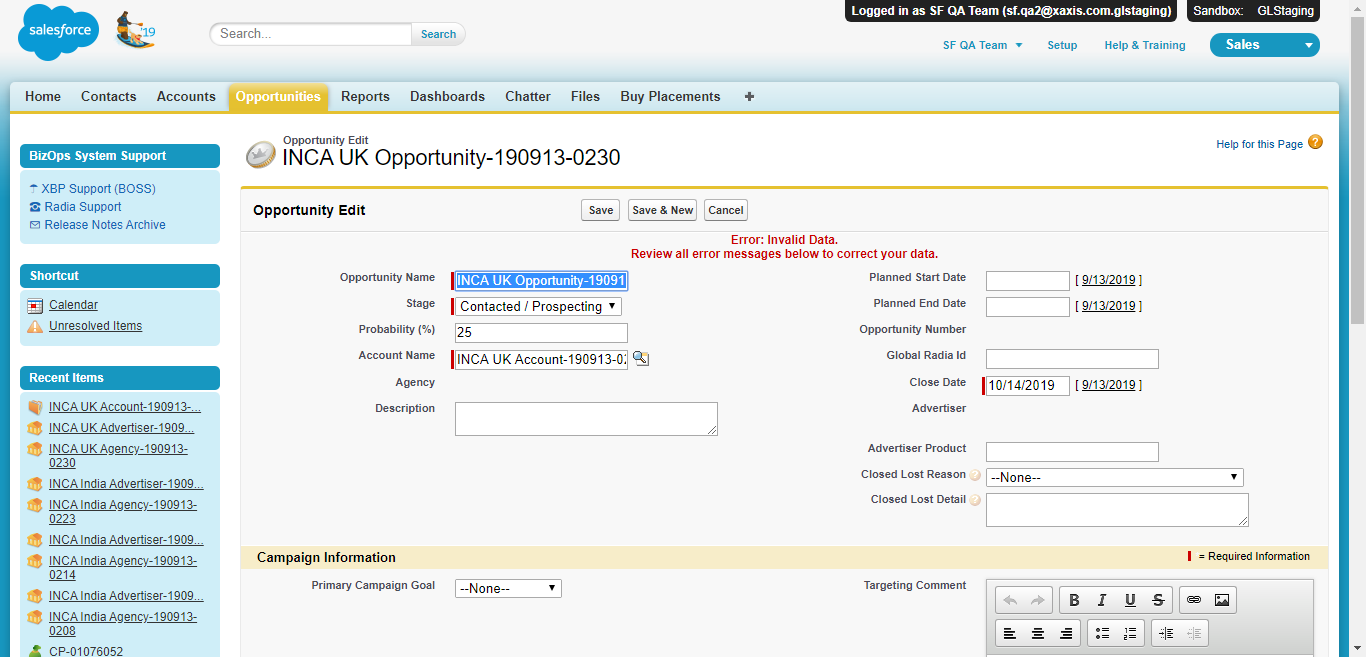 Logged in as SF QA Team (sf.qa2@xaxis.com.glstaging)
Sandbox: GLStaging
salesforce
'19
Search...
Search
SF QA Team
Setup
Help & Training
Sales
Home
Contacts
Accounts
Opportunities
Reports
Dashboards
Chatter
Files
Buy Placements
+
BizOps System Support
XBP Support (BOSS)
Radia Support
Release Notes Archive
Shortcut
Calendar
Unresolved Items
Recent Items
INCA UK Account-190913-...
INCA UK Advertiser-1909...
INCA UK Agency-190913-
0230
INCA India Advertiser-1909...
INCA India Agency-190913-
0223
INCA India Advertiser-1909...
INCA India Agency-190913-
0214
INCA India Advertiser-1909...
INCA India Agency-190913-
0208
CP-01076052
Opportunity Edit
INCA UK Opportunity-190913-0230
Help for this Page ?
Opportunity Edit
Save
Save & New
Cancel
Error: Invalid Data.
Review all error messages below to correct your data.
Opportunity Name
INCA UK Opportunity-19091
Stage
Contacted / Prospecting
Probability (%)
25
Account Name
INCA UK Account-190913-02
Agency
Description
Planned Start Date
[ 9/13/2019 ]
Planned End Date
[ 9/13/2019 ]
Opportunity Number
Global Radia Id
Close Date
10/14/2019
[ 9/13/2019 ]
Advertiser
Advertiser Product
Closed Lost Reason ?
--None--
Closed Lost Detail ?
Campaign Information
= Required Information
Primary Campaign Goal
--None--
Targeting Comment
B I U S